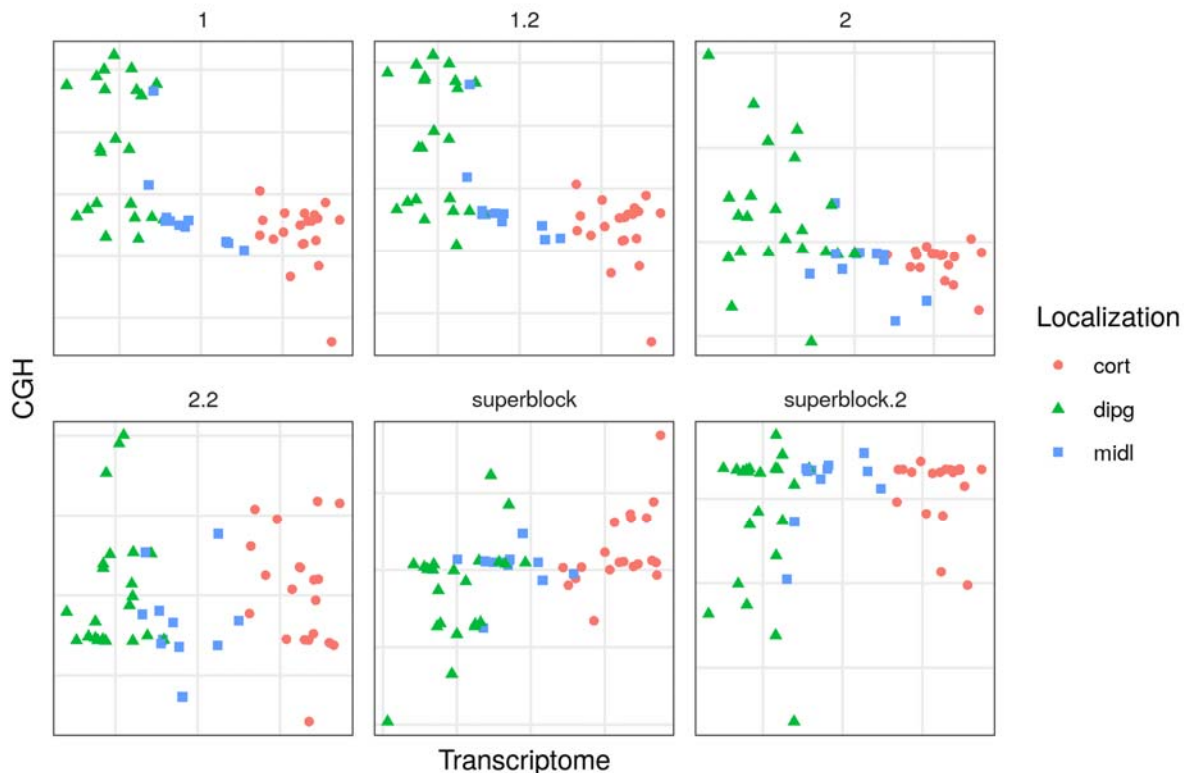 1
1.2
2
2.2
superblock
superblock.2
CGH
Transcriptome
Localization
cort
dipg
midl